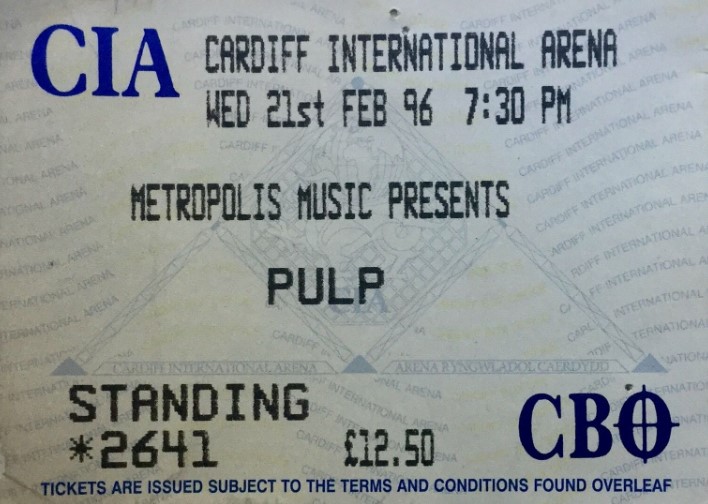 CIA CARDIFF INTERNATIONAL ARENA
WED 21st FEB 96 7:30 PM
METROPOLIS MUSIC PRESENTS
PULP
CIA
CARDIFF INTERNATIONAL ARENA ARENA RYNGWLADOL CAERDYDD
STANDING
*2641 £12.50 CBO
TICKETS ARE ISSUED SUBJECT TO THE TERMS AND CONDITIONS FOUND OVERLEAF